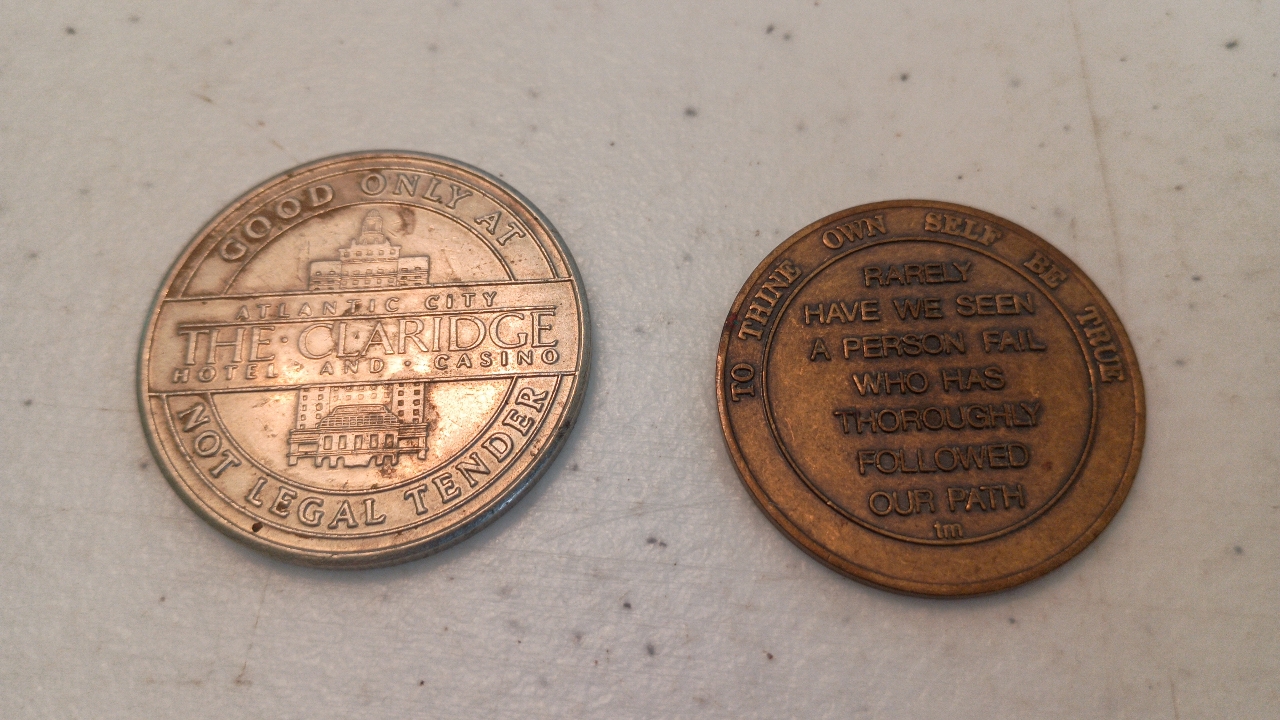 GOOD ONLY AT
ATLANTIC CITY
THE·CLARIDGE
HOTEL · AND · CASINO
NOT LEGAL TENDER
TO THINE OWN SELF BE TRUE
RARELY
HAVE WE SEEN
A PERSON FAIL
WHO HAS
THOROUGHLY
FOLLOWED
OUR PATH
tm